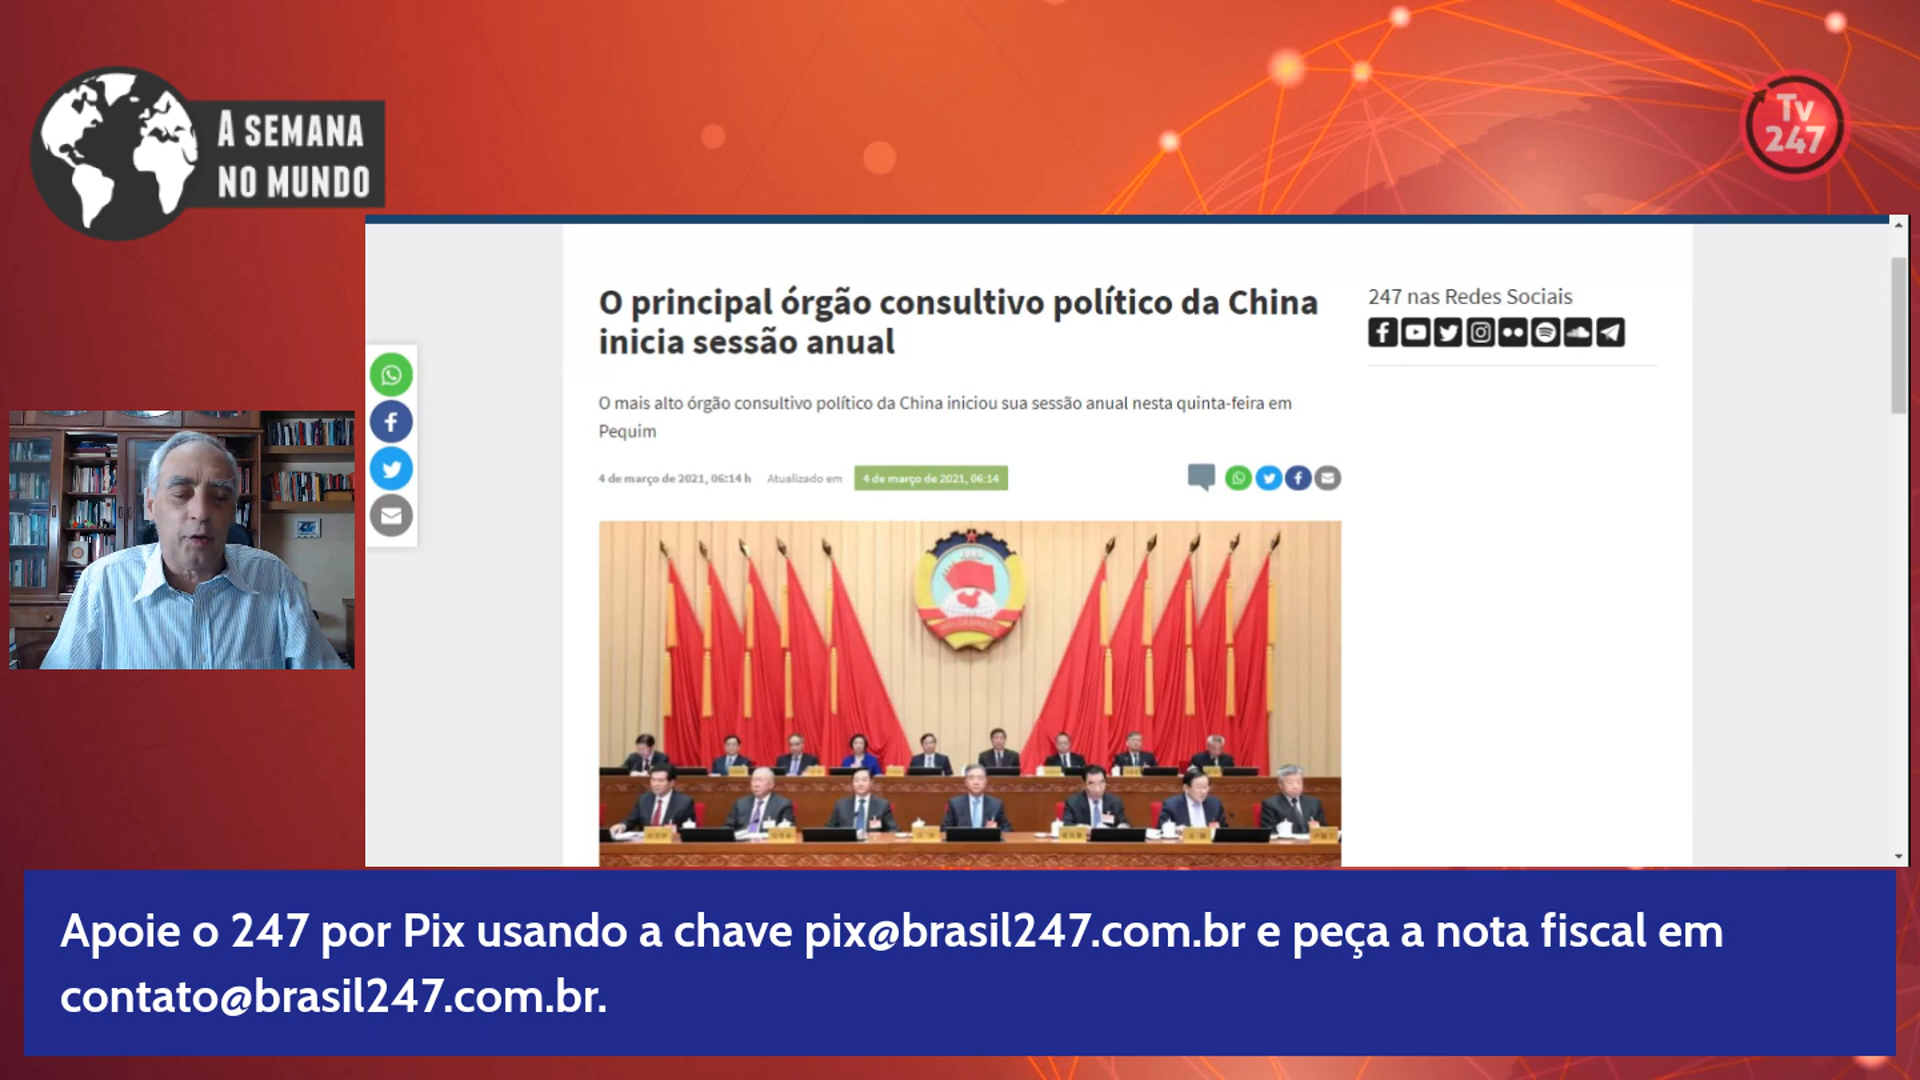 A SEMANA
NO MUNDO
Tv
247
O principal órgão consultivo político da China
inicia sessão anual
247 nas Redes Sociais
O mais alto órgão consultivo político da China iniciou sua sessão anual nesta quinta-feira em
Pequim
4 de março de 2021, 06:14 h Atualizado em 4 de março de 2021, 06:14
Apoie o 247 por Pix usando a chave pix@brasil247.com.br e peça a nota fiscal em
contato@brasil247.com.br.